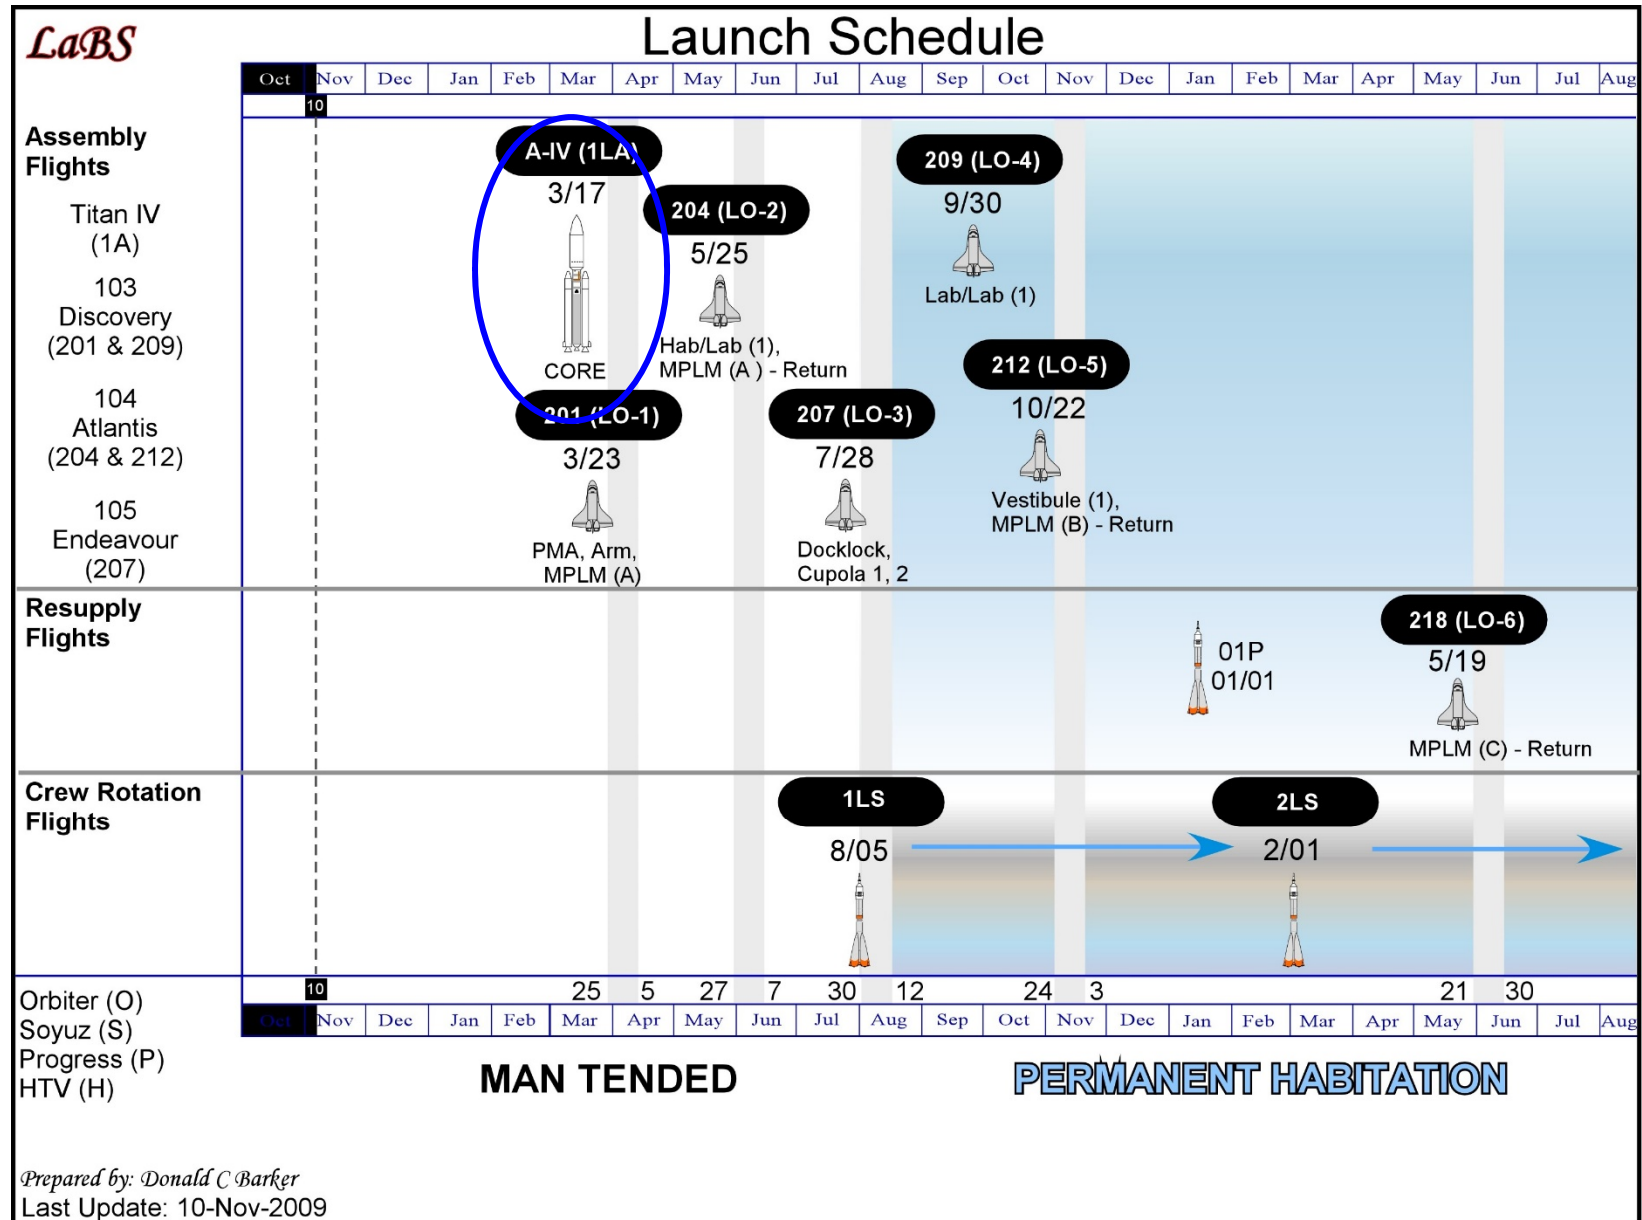 LaBS
Launch Schedule
Oct Nov Dec Jan Feb Mar Apr May Jun Jul Aug Sep Oct Nov Dec Jan Feb Mar Apr May Jun Jul Aug
10
Assembly
Flights
Titan IV
(1A)
103
Discovery
(201 & 209)
104
Atlantis
(204 & 212)
105
Endeavour
(207)
A-IV (1LA)
3/17
CORE
201 (LO-1)
3/23
PMA, Arm,
MPLM (A)
204 (LO-2)
5/25
Hab/Lab (1),
MPLM (A ) - Return
207 (LO-3)
7/28
Docklock,
Cupola 1, 2
209 (LO-4)
9/30
Lab/Lab (1)
212 (LO-5)
10/22
Vestibule (1),
MPLM (B) - Return
Resupply
Flights
01P
01/01
218 (LO-6)
5/19
MPLM (C) - Return
Crew Rotation
Flights
1LS
8/05
2LS
2/01
Orbiter (O)
Soyuz (S)
Progress (P)
HTV (H)
10 25 5 27 7 30 12 24 3 21 30
Oct Nov Dec Jan Feb Mar Apr May Jun Jul Aug Sep Oct Nov Dec Jan Feb Mar Apr May Jun Jul Aug
MAN TENDED
PERMANENT HABITATION
Prepared by: Donald C Barker
Last Update: 10-Nov-2009